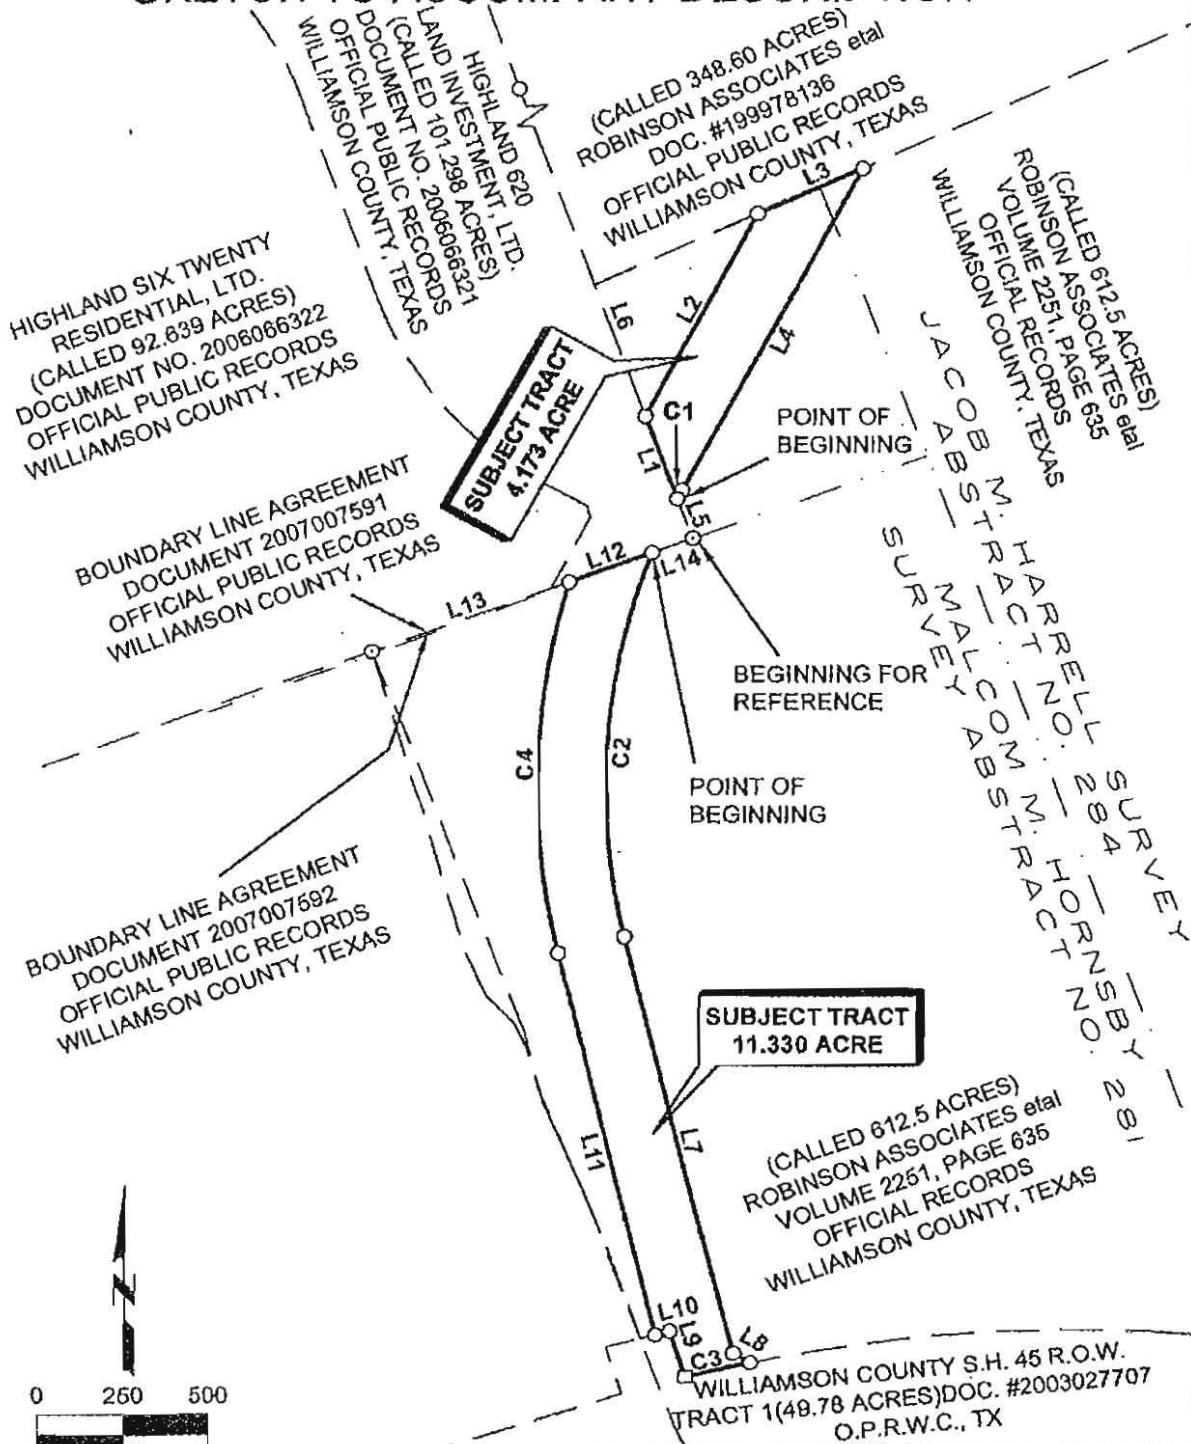 SKETCH TO ACCOMPANY DESCRIPTION
HIGHLAND 620
LAND INVESTMENT, LTD.
(CALLED 101.298 ACRES)
DOCUMENT NO. 2006066321
OFFICIAL PUBLIC RECORDS
WILLIAMSON COUNTY, TEXAS
(CALLED 348.60 ACRES)
ROBINSON ASSOCIATES etal
DOC. #199978136
OFFICIAL PUBLIC RECORDS
WILLIAMSON COUNTY, TEXAS
L3
(CALLED 612.5 ACRES)
ROBINSON ASSOCIATES etal
VOLUME 2251, PAGE 635
OFFICIAL RECORDS
WILLIAMSON COUNTY, TEXAS
HIGHLAND SIX TWENTY
RESIDENTIAL, LTD.
(CALLED 92.639 ACRES)
DOCUMENT NO. 2006066322
OFFICIAL PUBLIC RECORDS
WILLIAMSON COUNTY, TEXAS
L6
L2
L4
SUBJECT TRACT
4.173 ACRE
C1
POINT OF
BEGINNING
L1
L5
JACOB M. HARRELL SURVEY
ABSTRACT NO. 284
MALCOM M. HORNSBY
SURVEY ABSTRACT NO. 281
BOUNDARY LINE AGREEMENT
DOCUMENT 2007007591
OFFICIAL PUBLIC RECORDS
WILLIAMSON COUNTY, TEXAS
L12
L14
L13
BEGINNING FOR
REFERENCE
C4
C2
POINT OF
BEGINNING
BOUNDARY LINE AGREEMENT
DOCUMENT 2007007592
OFFICIAL PUBLIC RECORDS
WILLIAMSON COUNTY, TEXAS
SUBJECT TRACT
11.330 ACRE
L11
L7
(CALLED 612.5 ACRES)
ROBINSON ASSOCIATES etal
VOLUME 2251, PAGE 635
OFFICIAL RECORDS
WILLIAMSON COUNTY, TEXAS
N
L10
L9
L8
C3
WILLIAMSON COUNTY S.H. 45 R.O.W.
TRACT 1(49.78 ACRES)DOC. #2003027707
O.P.R.W.C., TX
0 250 500